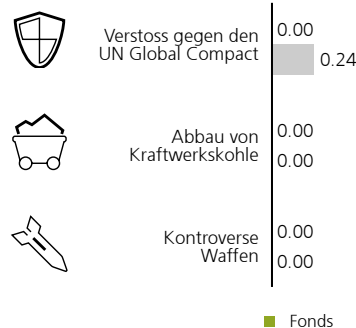 Verstoss gegen den
UN Global Compact
0.00
0.24
Abbau von
Kraftwerkskohle
0.00
0.00
Kontroverse
Waffen
0.00
0.00
Fonds